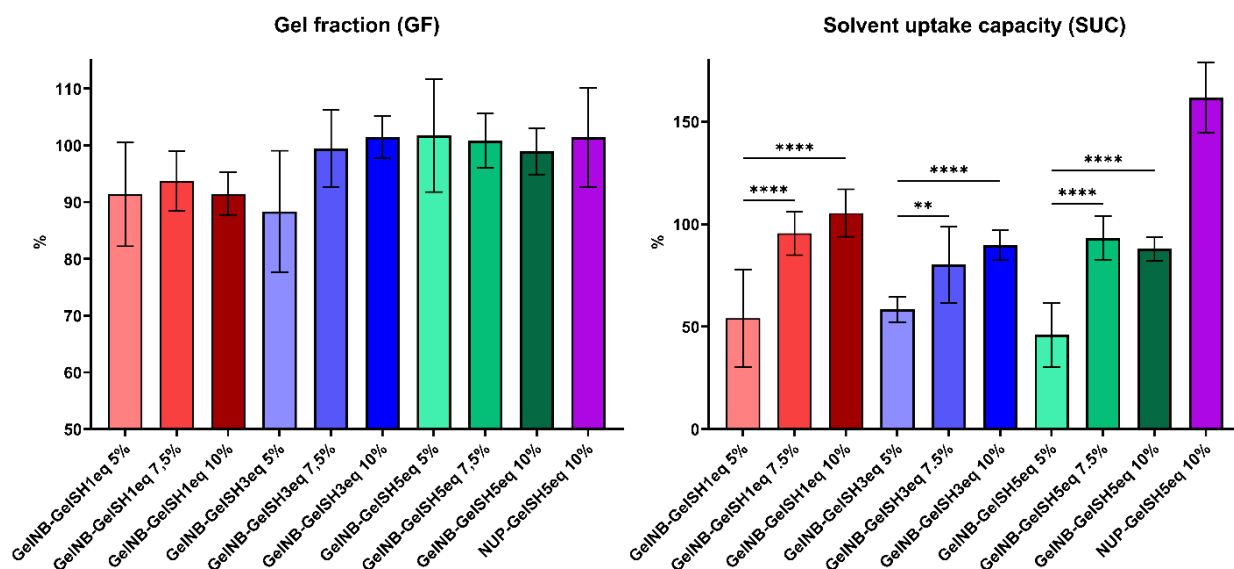 Gel fraction (GF)
%
110
100
90
80
70
60
50
GelNB-GelSH1eq 5%
GelNB-GelSH1eq 7,5%
GelNB-GelSH1eq 10%
GelNB-GelSH3eq 5%
GelNB-GelSH3eq 7,5%
GelNB-GelSH3eq 10%
GelNB-GelSH5eq 5%
GelNB-GelSH5eq 7,5%
GelNB-GelSH5eq 10%
NUP-GelSH5eq 10%
Solvent uptake capacity (SUC)
%
150
100
50
0
****
****
****
**
****
****
GelNB-GelSH1eq 5%
GelNB-GelSH1eq 7,5%
GelNB-GelSH1eq 10%
GelNB-GelSH3eq 5%
GelNB-GelSH3eq 7,5%
GelNB-GelSH3eq 10%
GelNB-GelSH5eq 5%
GelNB-GelSH5eq 7,5%
GelNB-GelSH5eq 10%
NUP-GelSH5eq 10%